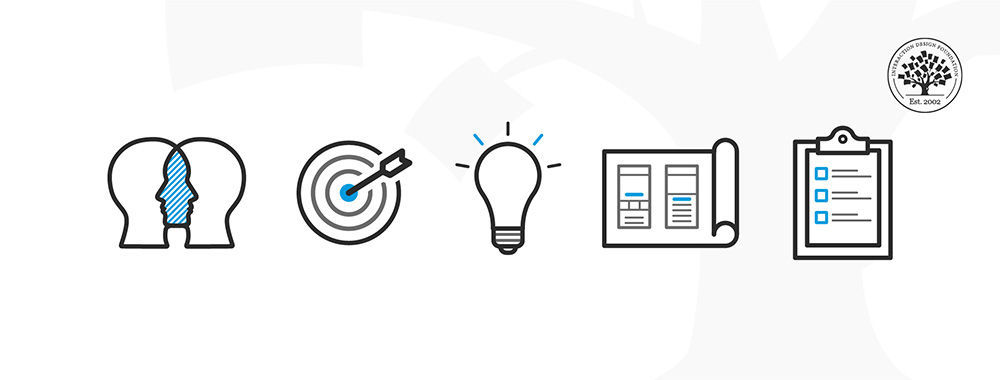 INTERACTION DESIGN FOUNDATION
Est. 2002